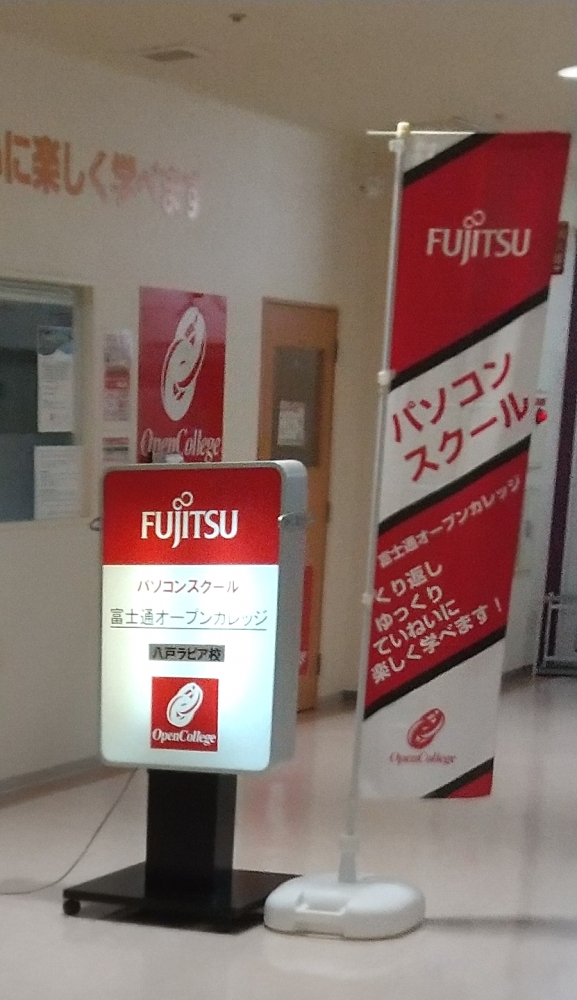 に楽しく学べます
OpenCollege
FUJITSU
パソコンスクール
富士通オープンカレッジ
八戸ラピア校
OpenCollege
FUJITSU
パソコン
スクール
富士通オープンカレッジ
くり返し
ゆっくり
ていねいに
楽しく学べます！
OpenCollege